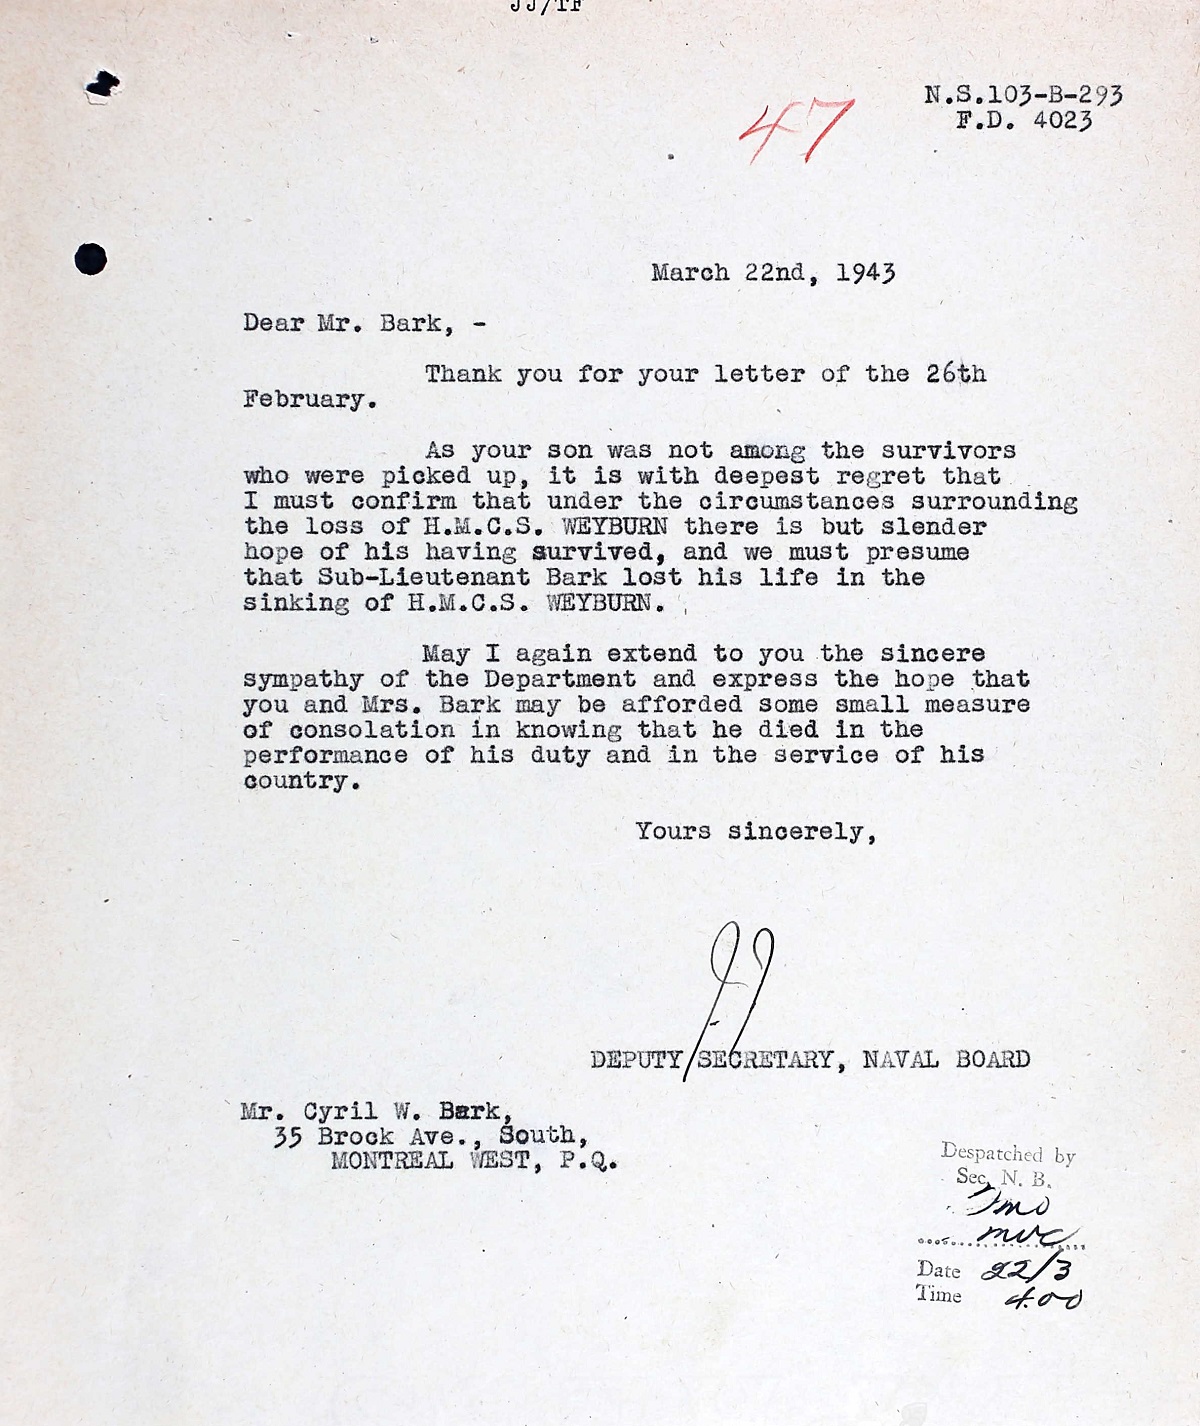 JJ/TF
N.S.103-B-293
F.D. 4023
47
March 22nd, 1943
Dear Mr. Bark, -
Thank you for your letter of the 26th
February.
As your son was not among the survivors
who were picked up, it is with deepest regret that
I must confirm that under the circumstances surrounding
the loss of H.M.C.S. WEYBURN there is but slender
hope of his having survived, and we must presume
that Sub-Lieutenant Bark lost his life in the
sinking of H.M.C.S. WEYBURN.
May I again extend to you the sincere
sympathy of the Department and express the hope that
you and Mrs. Bark may be afforded some small measure
of consolation in knowing that he died in the
performance of his duty and in the service of his
country.
Yours sincerely,
JJ
DEPUTY SECRETARY, NAVAL BOARD
Mr. Cyril W. Bark,
35 Brock Ave., South,
MONTREAL WEST, P.Q.
Despatched by
Sec. N. B.
Date 22/3
Time 4.00